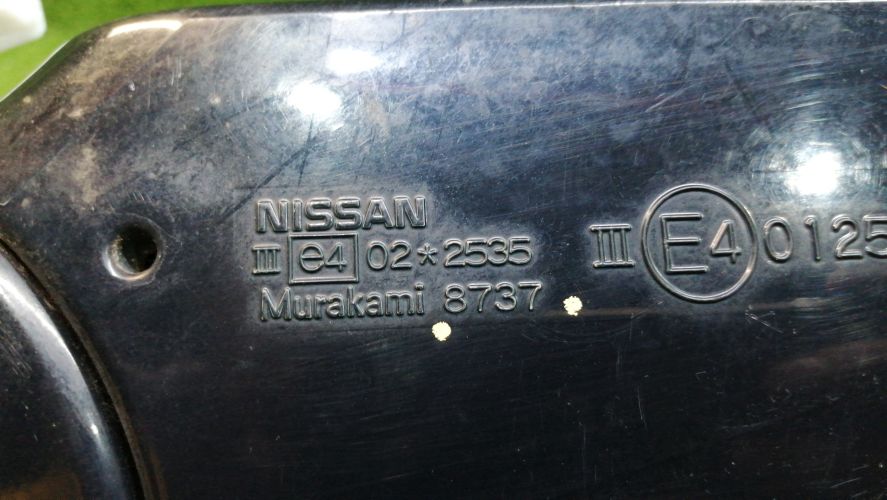 NISSAN
III e4 02*2535 III E4 0125
Murakami 8737